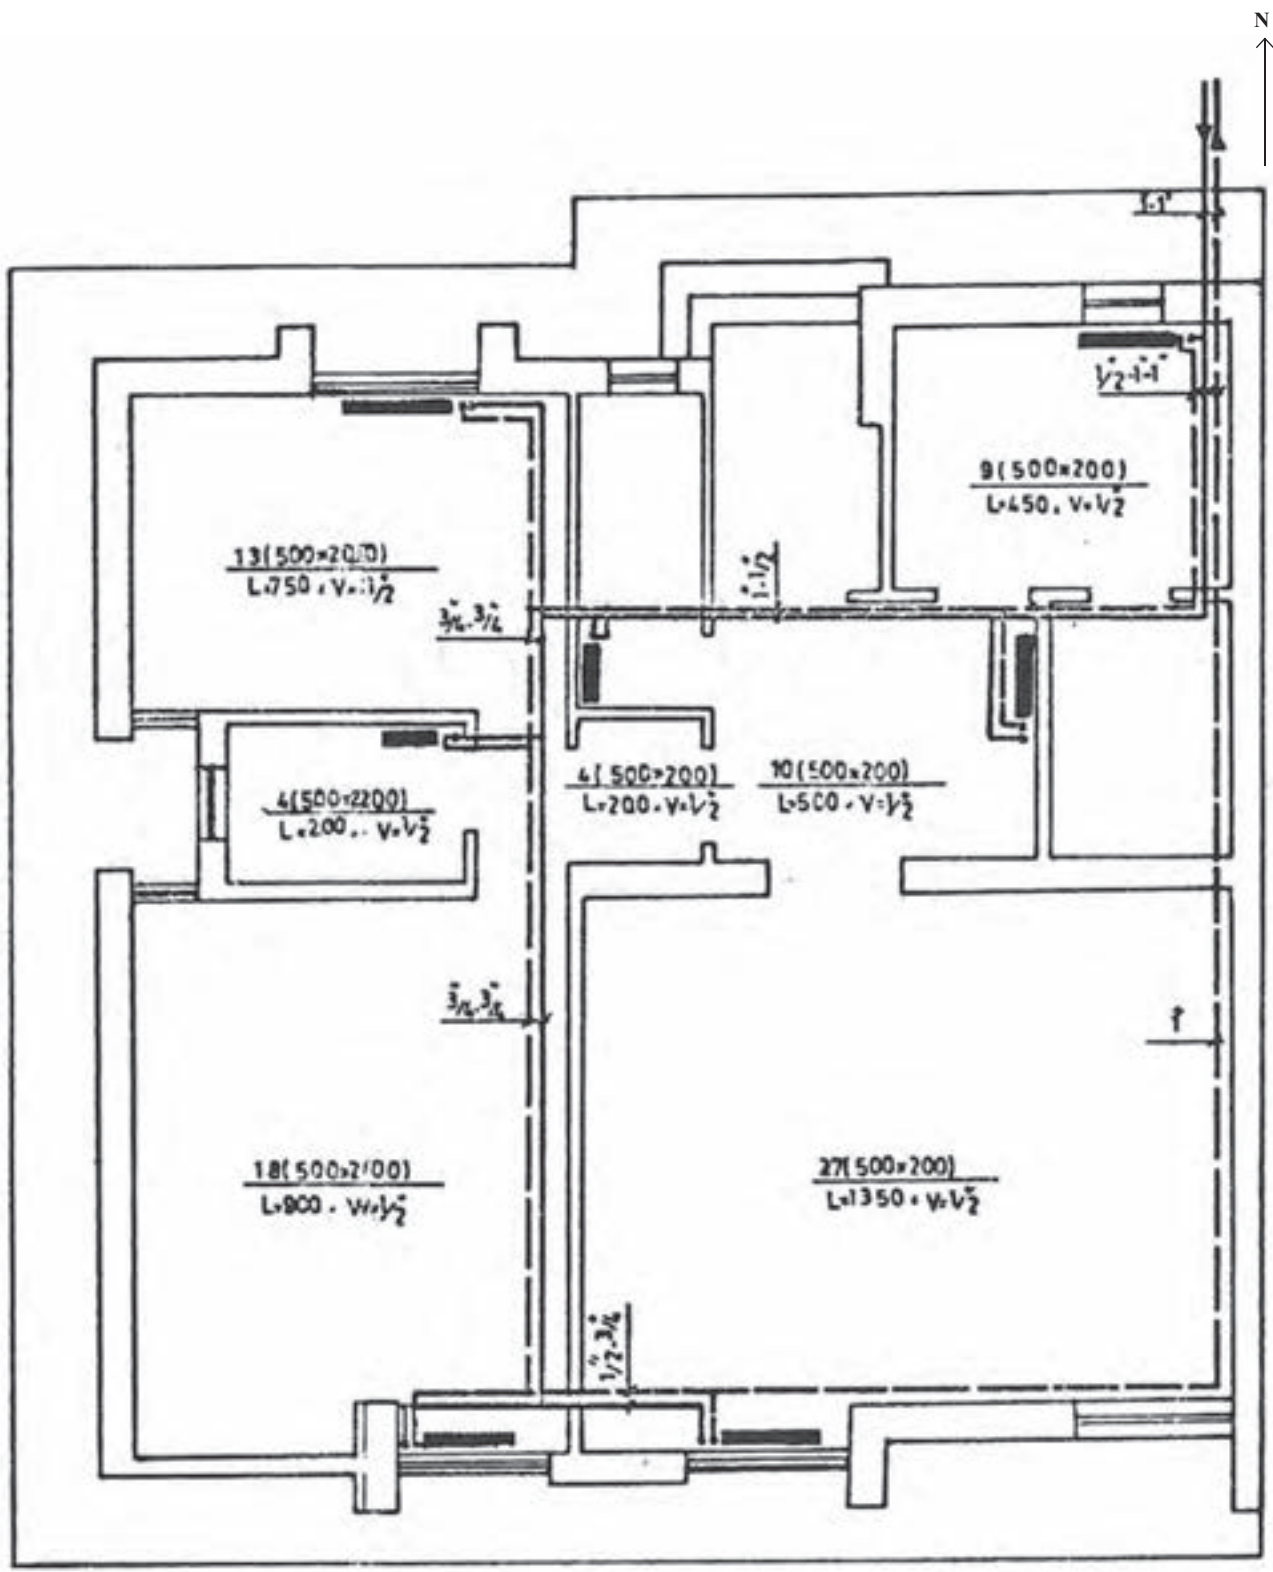 N
1-1"
1/2"-1"-1"
9(500×200)
L=450, V=1/2"
13(500×200)
L=750, V=1/2"
1"-1 1/2
3/4"-3/4"
4(500×200)
L=200, V=1/2"
10(500×200)
L=500, V=1/2"
4(500×2200)
L=200, V=1/2"
3/4"-3/4"
1"
18(500×2100)
L=900, V=1/2"
27(500×200)
L=1350, V=1/2"
1/2"-3/4"